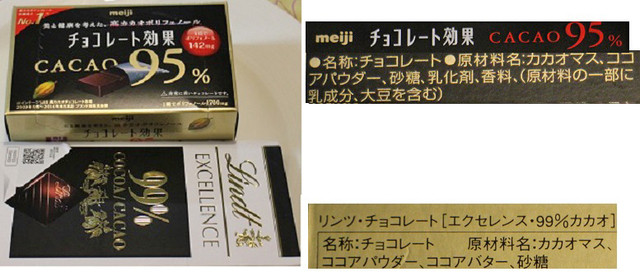 No.1
美と健康を考えた、高カカオポリフェノール
meiji
チョコレート効果
CACAO 95%
142mg
meiji
チョコレート効果
Lindt
EXCELLENCE
99%
COCOA/CACAO
meiji チョコレート効果 CACAO 95%
●名称:チョコレート●原材料名:カカオマス、ココ
アパウダー、砂糖、乳化剤、香料、(原材料の一部に
乳成分、大豆を含む)
リンツ・チョコレート[エクセレンス・99%カカオ]
名称:チョコレート 原材料名:カカオマス、
ココアパウダー、ココアバター、砂糖